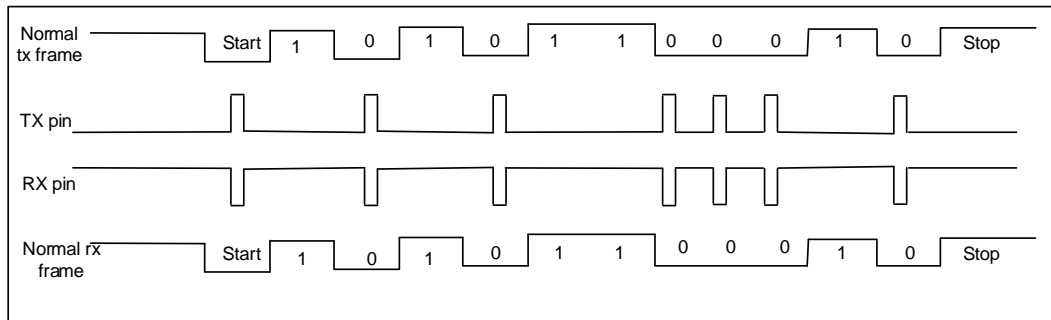 Normal
tx frame
Start 1 0 1 0 1 1 0 0 0 1 0 Stop
TX pin
RX pin
Normal rx
frame
Start 1 0 1 0 1 1 0 0 0 1 0 Stop